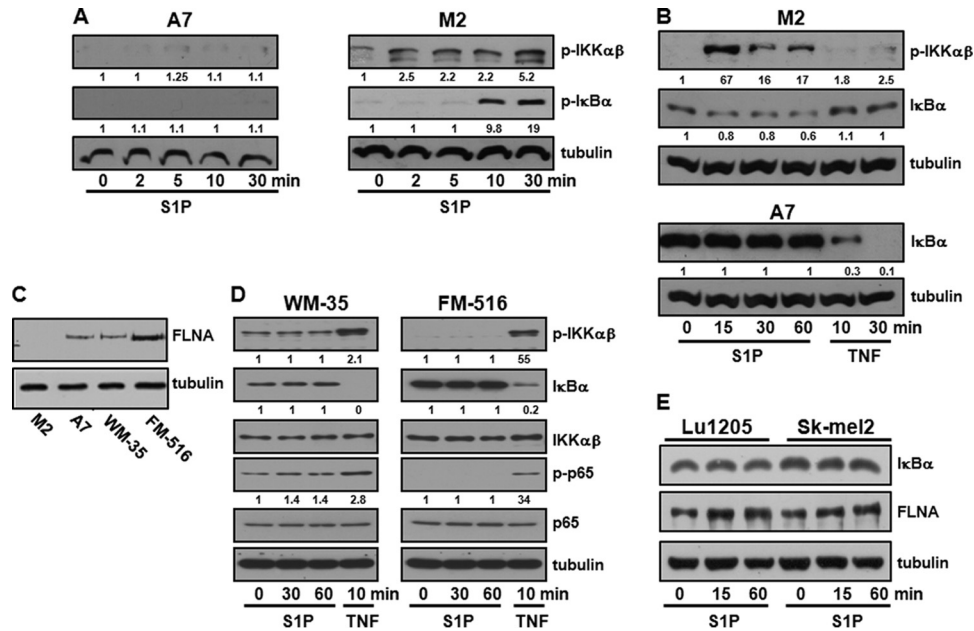 A
A7
1 1 1.25 1.1 1.1
1 1.1 1.1 1 1.1
0 2 5 10 30 min
S1P
M2
p-IKKαβ
1 2.5 2.2 2.2 5.2
p-IκBα
1 1 1 9.8 19
tubulin
0 2 5 10 30 min
S1P
B
M2
p-IKKαβ
1 67 16 17 1.8 2.5
IκBα
1 0.8 0.8 0.6 1.1 1
tubulin
A7
IκBα
1 1 1 1 0.3 0.1
tubulin
0 15 30 60 10 30 min
S1P TNF
C
FLNA
tubulin
M2 A7 WM-35 FM-516
D
WM-35 FM-516
p-IKKαβ
1 1 1 2.1 1 1 1 55
IκBα
1 1 1 0 1 1 1 0.2
IKKαβ
p-p65
1 1.4 1.4 2.8 1 1 1 34
p65
tubulin
0 30 60 10 min 0 30 60 10 min
S1P TNF S1P TNF
E
Lu1205 Sk-mel2
IκBα
FLNA
tubulin
0 15 60 0 15 60 min
S1P S1P